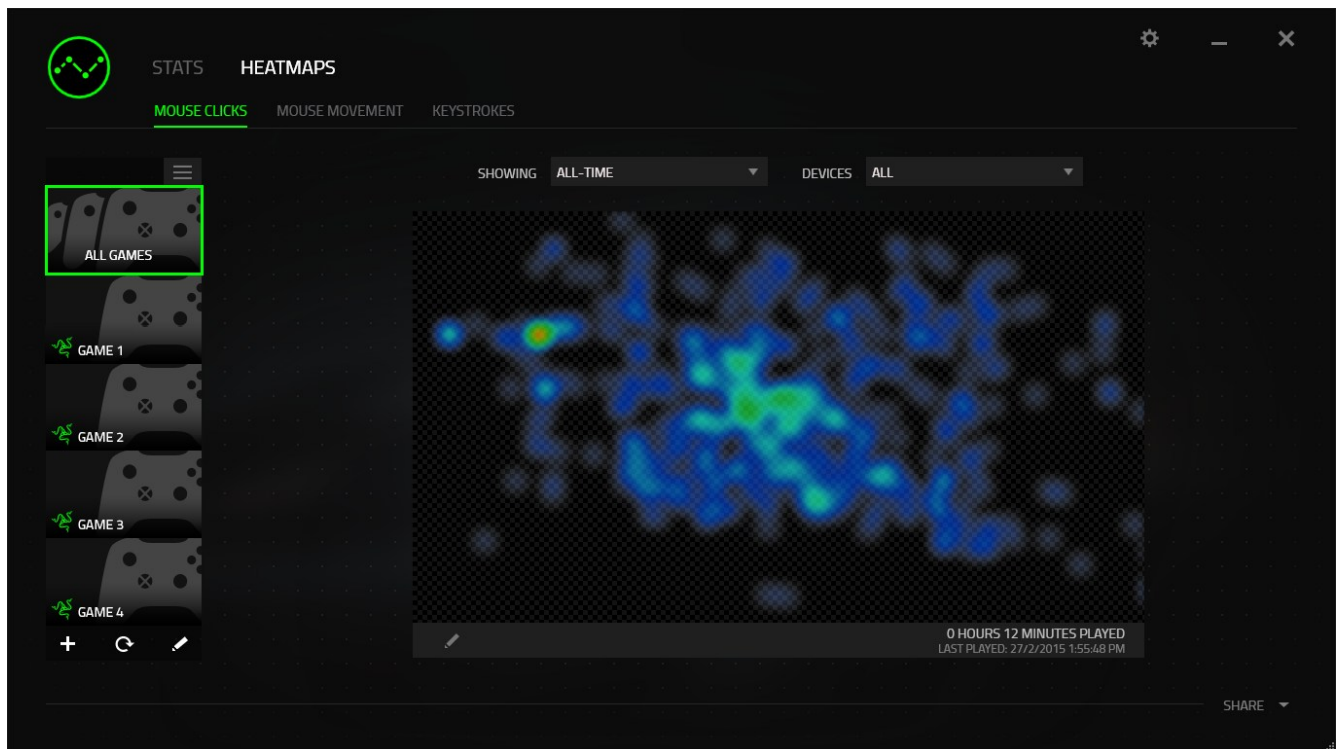 STATS HEATMAPS
MOUSE CLICKS MOUSE MOVEMENT KEYSTROKES
SHOWING ALL-TIME DEVICES ALL
ALL GAMES
GAME 1
GAME 2
GAME 3
GAME 4
0 HOURS 12 MINUTES PLAYED
LAST PLAYED: 27/2/2015 1:55:48 PM
SHARE